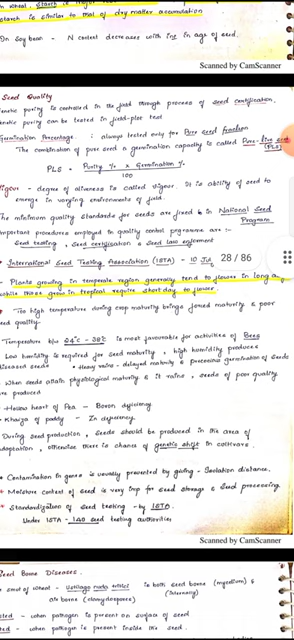 in Wheat, Starch is major
starch is similar to that of dry matter accumulation
In Soybean - N content decreases with inc in age of seed.
Scanned by CamScanner
Seed Quality
Genetic purity is controlled in the field through process of seed certification.
Genetic purity can be tested in field-plot test
Germination Percentage : always tested only for Pure seed fraction
The combination of pure seed & germination capacity is called Pure-live seed
(PLS)
PLS = Purity % × Germination %
100
Vigour - degree of aliveness is called vigour. It is ability of seed to
emerge in varying environments of field.
The minimum quality standards for seeds are fixed in National Seed
Program
Important procedures employed in quality control programme are :-
Seed testing, Seed certification & Seed law enforcement
International Seed Testing Association (ISTA) - 10 July
28 / 86
- Plants growing in temperate region generally tend to flower in long day
while those grown in tropical require short day to flower.
Too high temperature during crop maturity brings forced maturity & poor
seed quality.
Temperature b/w 24°C - 38°C is most favourable for activities of Bees
Low humidity is required for seed maturity, high humidity produces
diseased seeds • Heavy rains - delayed maturity & precocious germination of seeds
When seeds attain physiological maturity & it rains, seeds of poor quality
are produced
Hollow heart of Pea - Boron deficiency
Khaira of paddy - Zn deficiency
During seed production, seeds should be produced in the area of
adaptation, otherwise there is chance of genetic shift in cultivars.
• Contamination in genes is usually prevented by giving - Isolation distance.
* Moisture content of seed is very imp for seed storage & seed processing
* Standardization of seed testing - by ISTA
Under ISTA - 140 seed testing authorities
Scanned by CamScanner
Seed Borne Diseases.
smut of wheat - Ustilago nuda tritici is both seed borne (mycelium) &
(internally)
air borne (clamydospores)
- when pathogen is present on surface of seed
- when pathogen is present inside the seed.